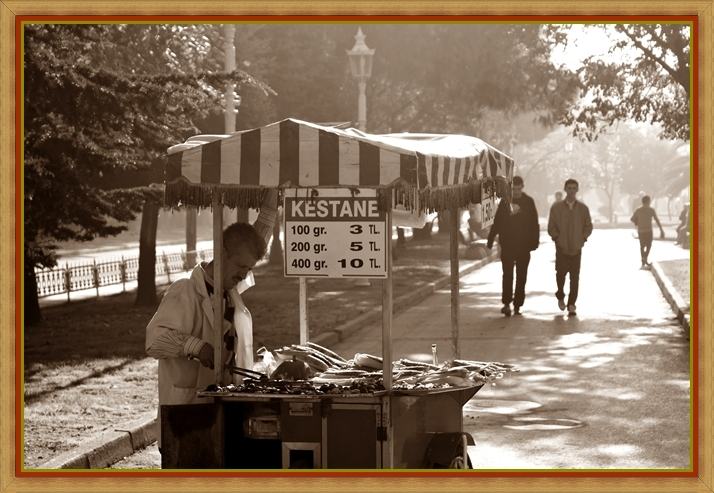 KESTANE
100 gr. 3 TL.
200 gr. 5 TL.
400 gr. 10 TL.